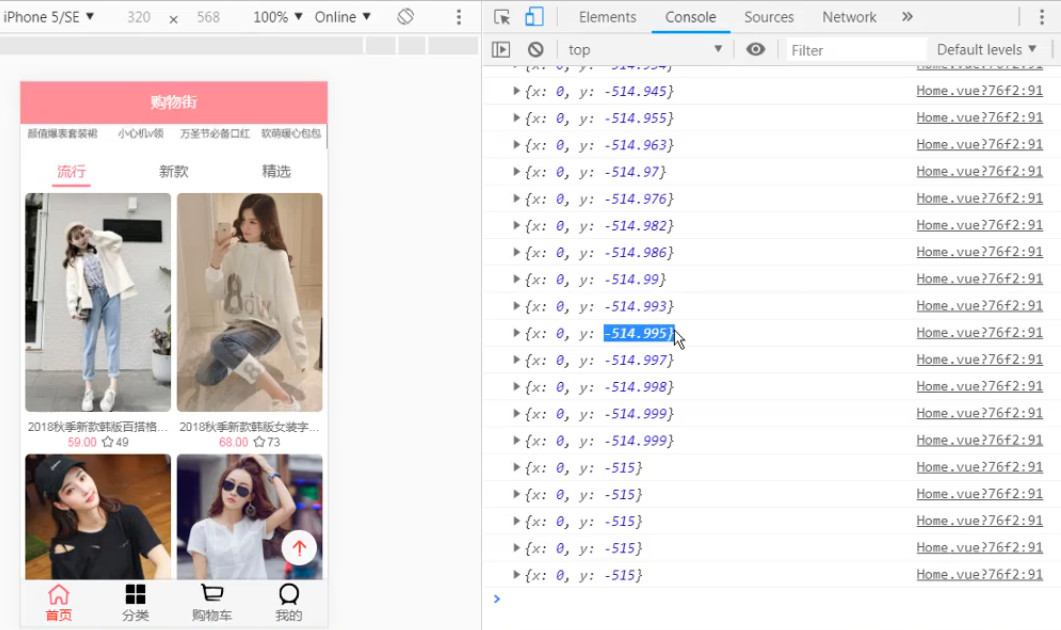 iPhone 5/SE ▼ 320 × 568 100% ▼ Online ▼
Elements Console Sources Network »
top ▼ Filter Default levels ▼
购物街
颜值爆表套装裙 小心机v领 万圣节必备口红 软萌暖心包包
流行 新款 精选
2018秋季新款韩版百搭格... 2018秋季新款韩版女装字...
59.00 ☆49 68.00 ☆73
首页 分类 购物车 我的
{x: 0, y: -514.934} Home.vue?76f2:91
{x: 0, y: -514.945} Home.vue?76f2:91
{x: 0, y: -514.955} Home.vue?76f2:91
{x: 0, y: -514.963} Home.vue?76f2:91
{x: 0, y: -514.97} Home.vue?76f2:91
{x: 0, y: -514.976} Home.vue?76f2:91
{x: 0, y: -514.982} Home.vue?76f2:91
{x: 0, y: -514.986} Home.vue?76f2:91
{x: 0, y: -514.99} Home.vue?76f2:91
{x: 0, y: -514.993} Home.vue?76f2:91
{x: 0, y: -514.995} Home.vue?76f2:91
{x: 0, y: -514.997} Home.vue?76f2:91
{x: 0, y: -514.998} Home.vue?76f2:91
{x: 0, y: -514.999} Home.vue?76f2:91
{x: 0, y: -514.999} Home.vue?76f2:91
{x: 0, y: -515} Home.vue?76f2:91
{x: 0, y: -515} Home.vue?76f2:91
{x: 0, y: -515} Home.vue?76f2:91
{x: 0, y: -515} Home.vue?76f2:91
{x: 0, y: -515} Home.vue?76f2:91